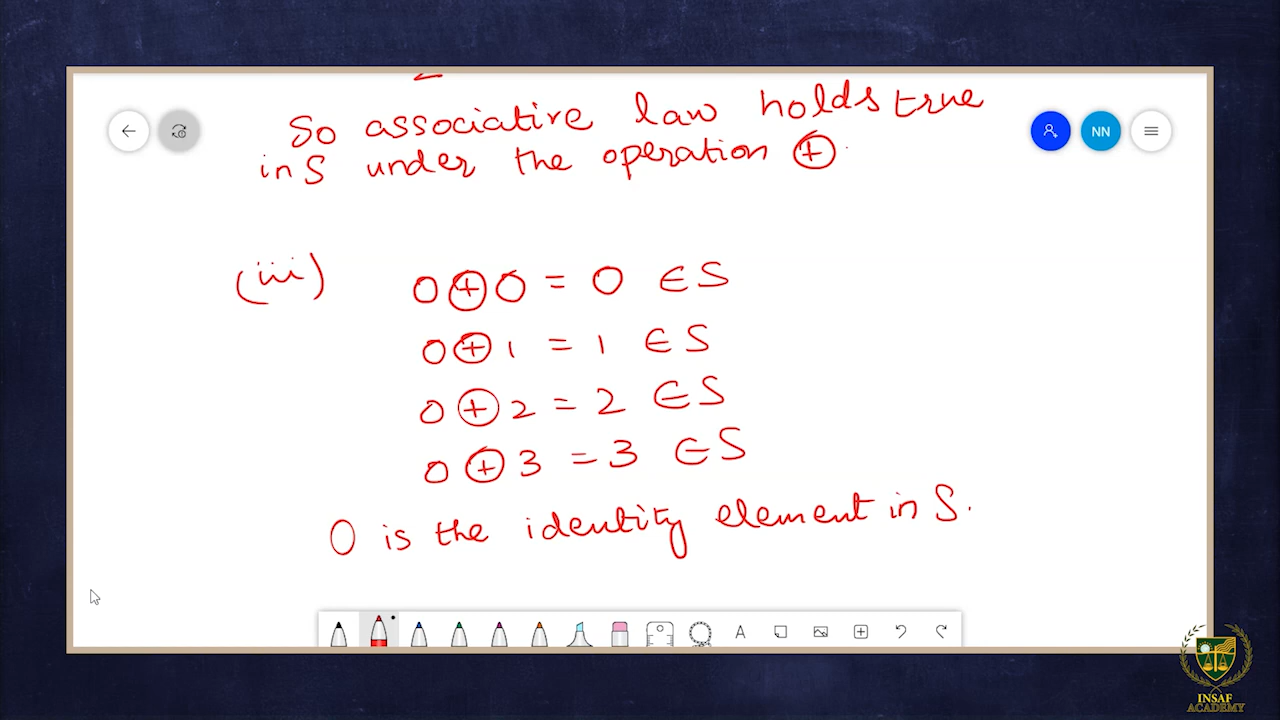 So associative law holds true
in S under the operation ⊕.
NN
(iii)
0 ⊕ 0 = 0 ∈ S
0 ⊕ 1 = 1 ∈ S
0 ⊕ 2 = 2 ∈ S
0 ⊕ 3 = 3 ∈ S
0 is the identity element in S.
A
INSAF
ACADEMY